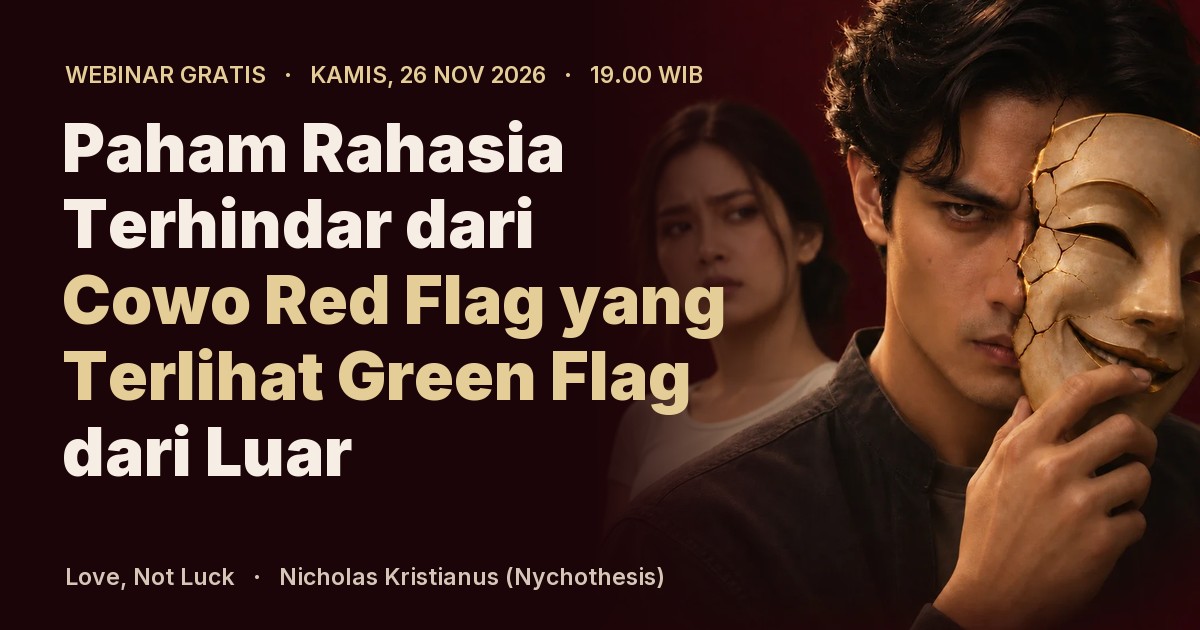 WEBINAR GRATIS · KAMIS, 26 NOV 2026 · 19.00 WIB
Paham Rahasia
Terhindar dari
Cowo Red Flag yang
Terlihat Green Flag
dari Luar
Love, Not Luck · Nicholas Kristianus (Nychothesis)